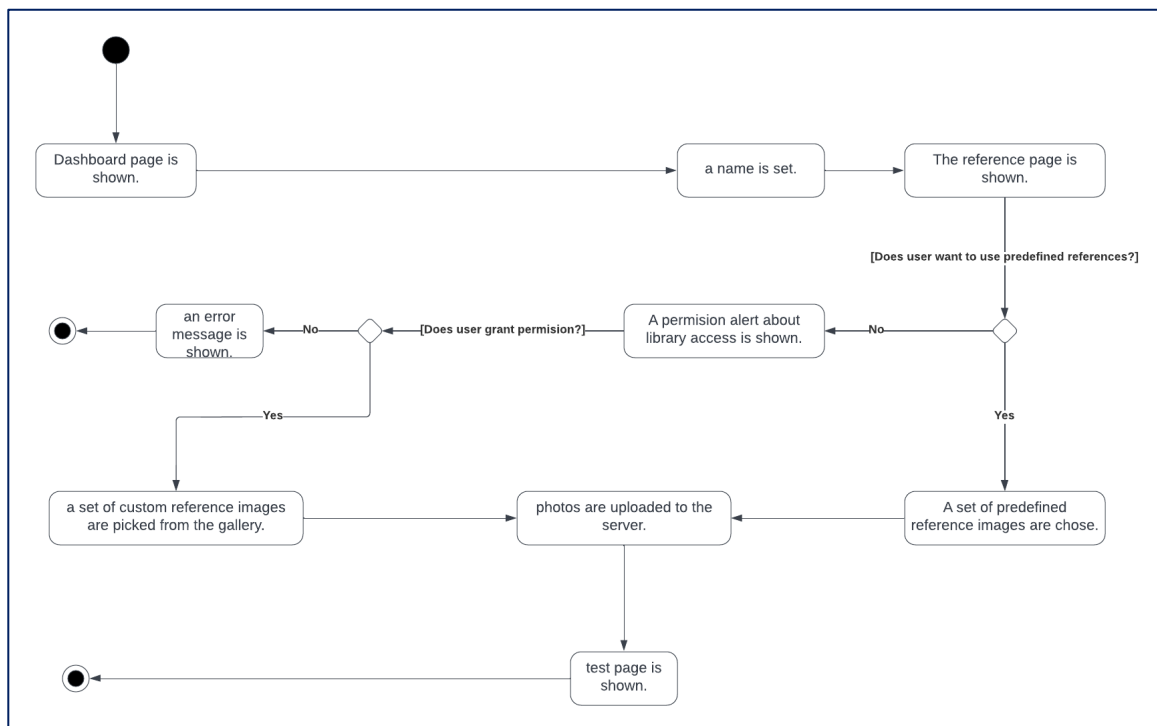 Dashboard page is
shown.
a name is set.
The reference page is
shown.
[Does user want to use predefined references?]
an error
message is
shown.
No
[Does user grant permision?]
A permision alert about
library access is shown.
No
Yes
Yes
a set of custom reference images
are picked from the gallery.
photos are uploaded to the
server.
A set of predefined
reference images are chose.
test page is
shown.